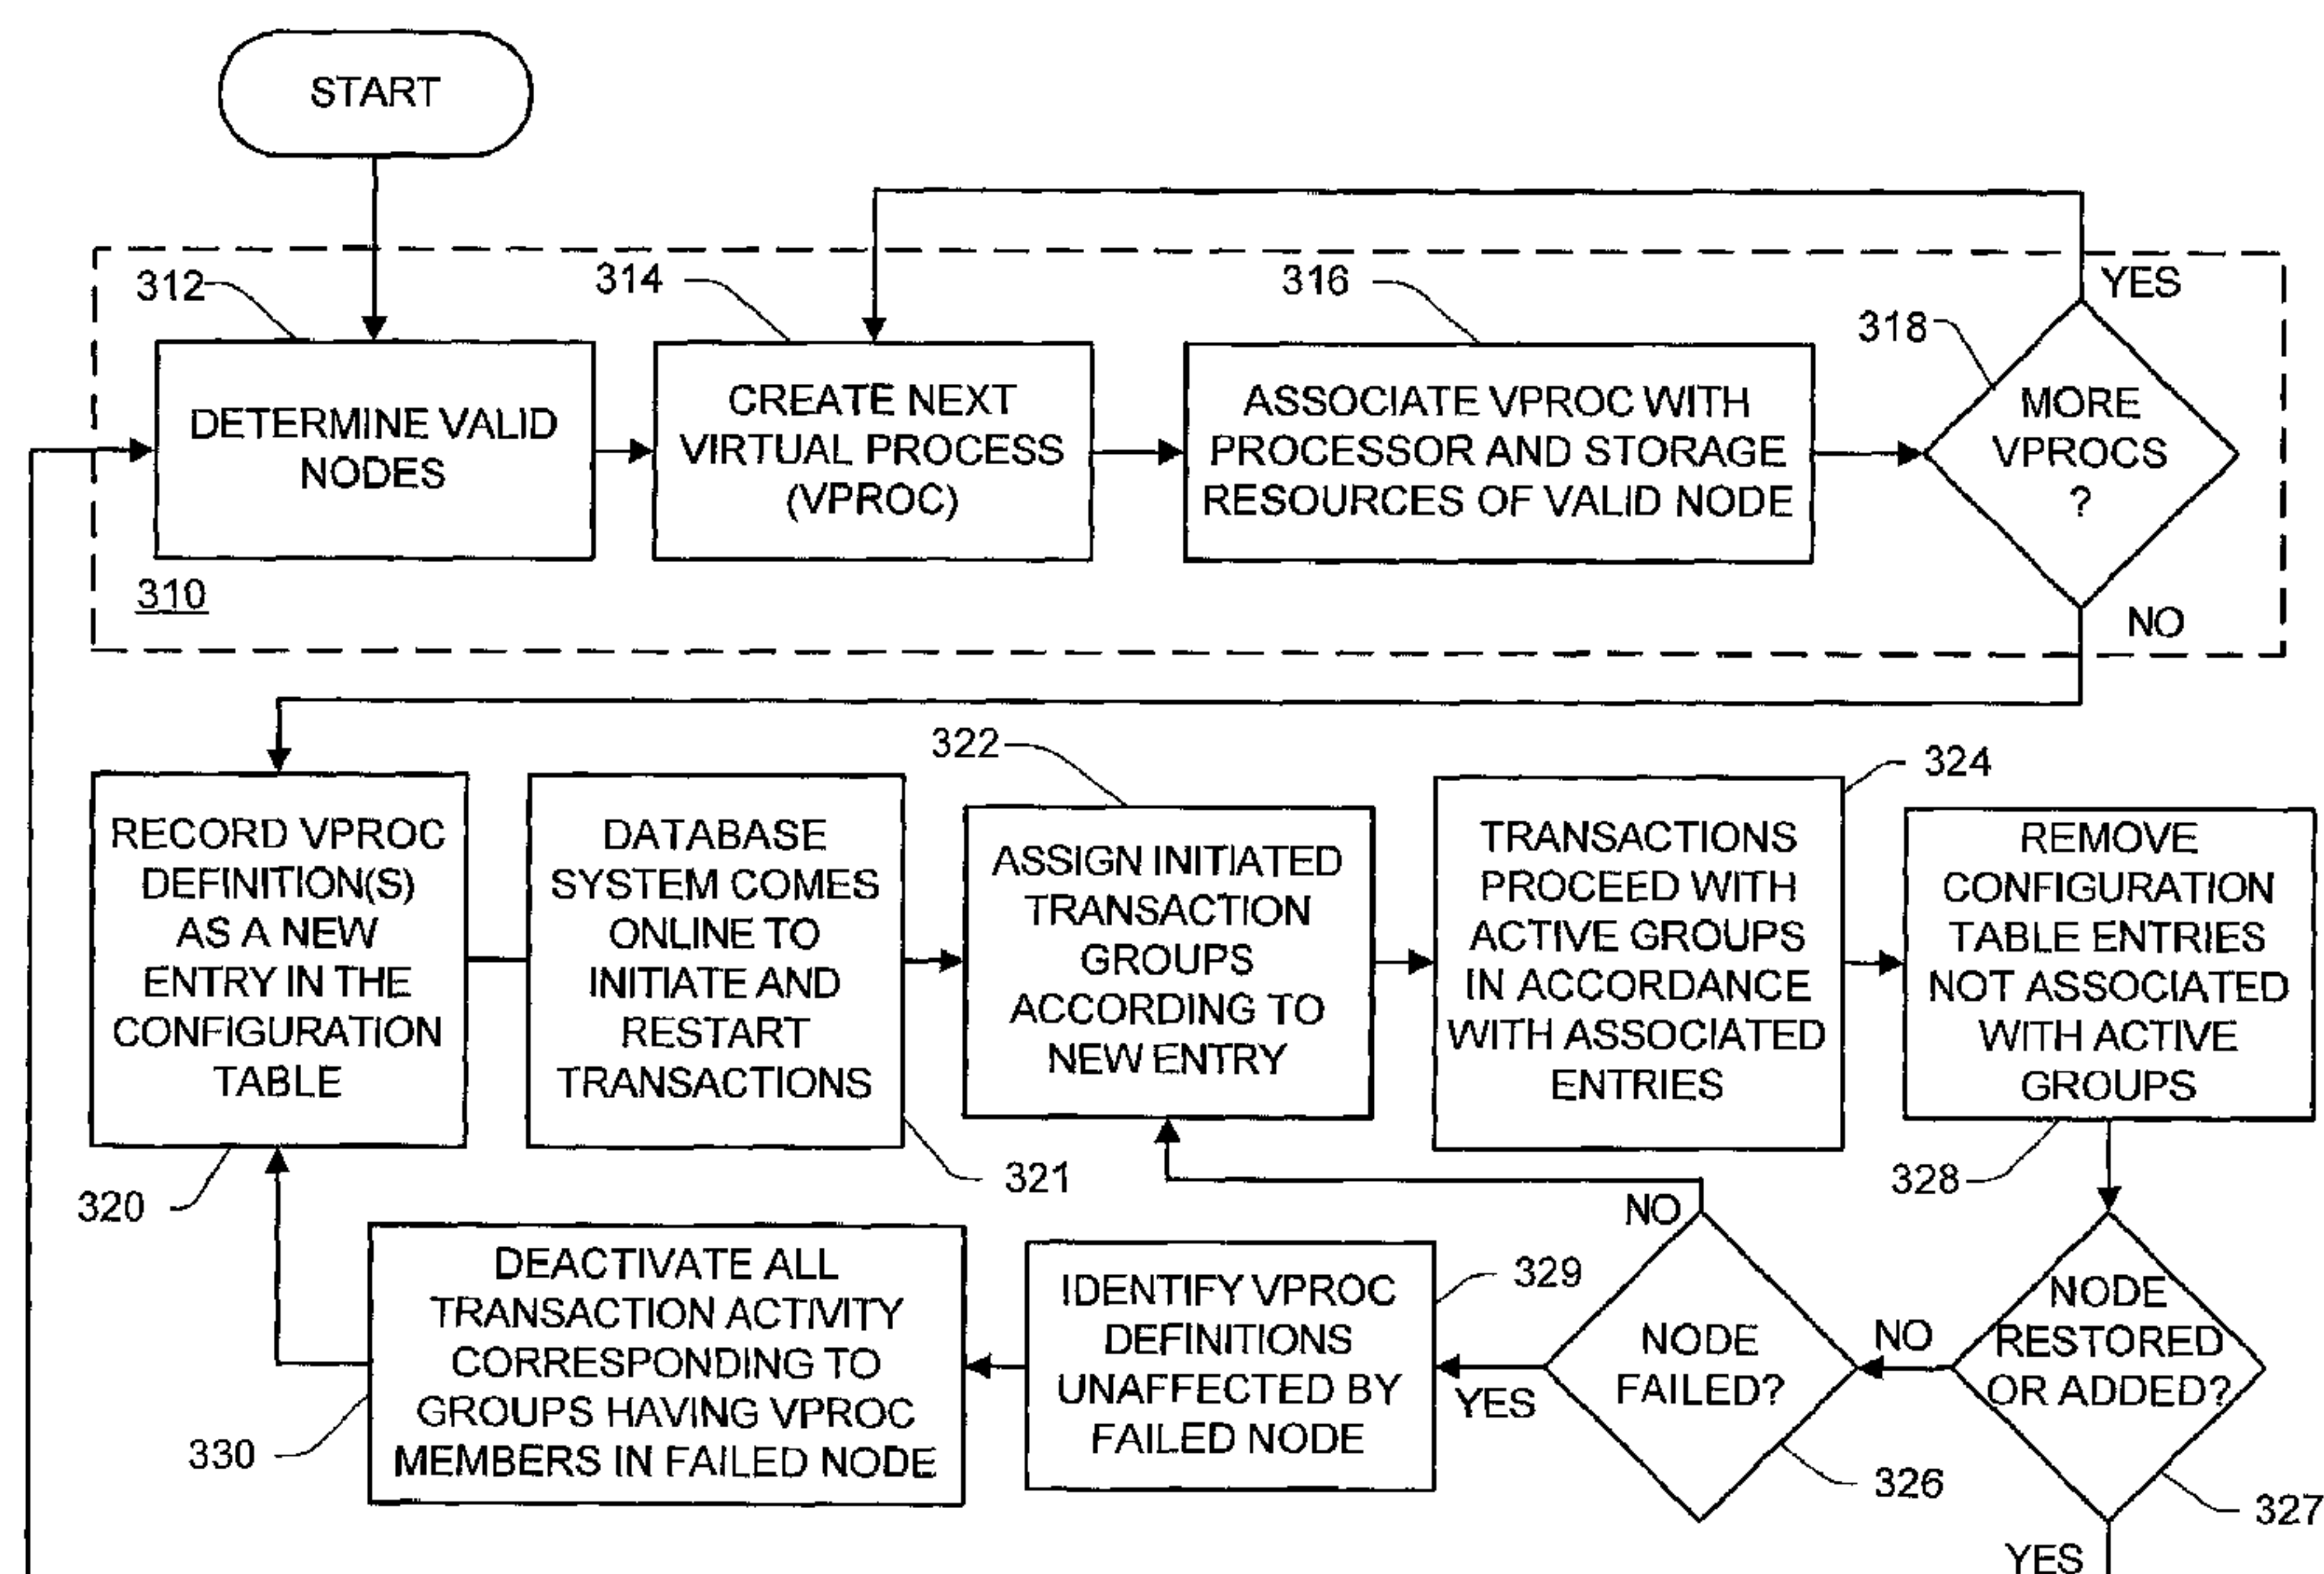 START
312
314
316
318
YES
DETERMINE VALID
NODES
CREATE NEXT
VIRTUAL PROCESS
(VPROC)
ASSOCIATE VPROC WITH
PROCESSOR AND STORAGE
RESOURCES OF VALID NODE
MORE
VPROCS
?
310
NO
322
324
RECORD VPROC
DEFINITION(S)
AS A NEW
ENTRY IN THE
CONFIGURATION
TABLE
DATABASE
SYSTEM COMES
ONLINE TO
INITIATE AND
RESTART
TRANSACTIONS
ASSIGN INITIATED
TRANSACTION
GROUPS
ACCORDING TO
NEW ENTRY
TRANSACTIONS
PROCEED WITH
ACTIVE GROUPS
IN ACCORDANCE
WITH ASSOCIATED
ENTRIES
REMOVE
CONFIGURATION
TABLE ENTRIES
NOT ASSOCIATED
WITH ACTIVE
GROUPS
320
321
328
NO
DEACTIVATE ALL
TRANSACTION ACTIVITY
CORRESPONDING TO
GROUPS HAVING VPROC
MEMBERS IN FAILED NODE
330
IDENTIFY VPROC
DEFINITIONS
UNAFFECTED BY
FAILED NODE
329
YES
NODE
FAILED?
326
NO
NODE
RESTORED
OR ADDED?
327
YES